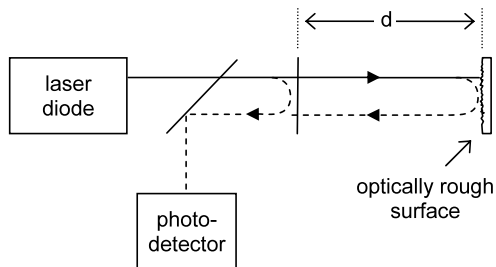 d
laser
diode
optically rough
surface
photo-
detector